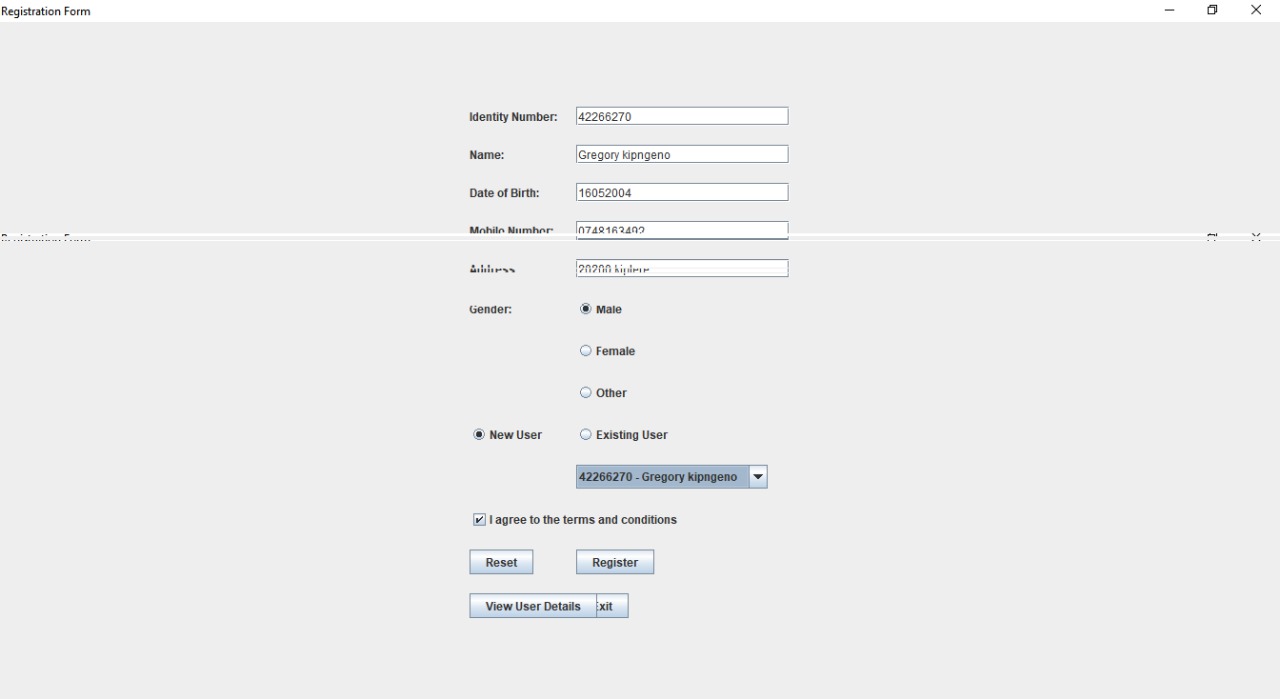 Registration Form
Identity Number: 42266270
Name: Gregory kipngeno
Date of Birth: 16052004
Mobile Number: 0748163492
Registration Form
Address
Gender: Male
Female
Other
New User Existing User
42266270 - Gregory kipngeno
I agree to the terms and conditions
Reset Register
View User Details xit